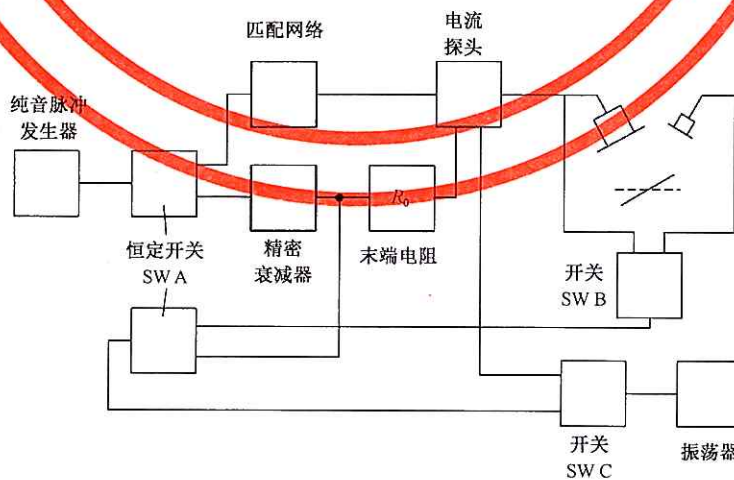 匹配网络
电流
探头
纯音脉冲
发生器
恒定开关
SW A
精密
衰减器
R₀
末端电阻
开关
SW B
开关
SW C
振荡器